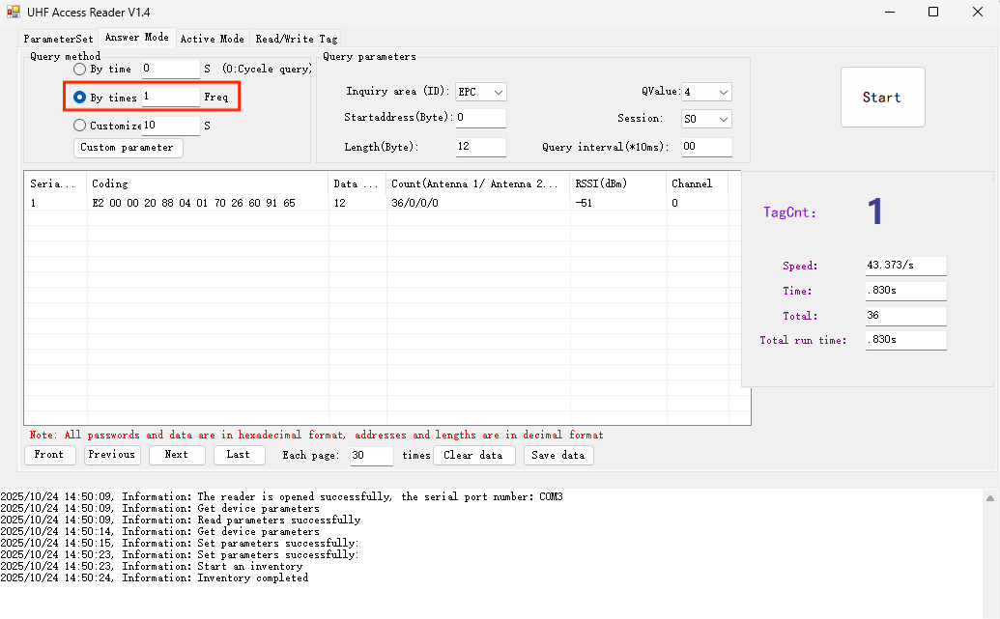 UHF Access Reader V1.4
ParameterSet Answer Mode Active Mode Read/Write Tag
Query method
By time 0 S (0:Cycele query)
By times 1 Freq
Customize 10 S
Custom parameter
Query parameters
Inquiry area (ID): EPC QValue: 4
Startaddress(Byte): 0 Session: S0
Length(Byte): 12 Query interval(*10ms): 00
Start
Seria... Coding Data ... Count(Antenna 1/ Antenna 2... RSSI(dBm) Channel
1 E2 00 00 20 88 04 01 70 26 60 91 65 12 36/0/0/0 -51 0
TagCnt: 1
Speed: 43.373/s
Time: .830s
Total: 36
Total run time: .830s
Note: All passwords and data are in hexadecimal format, addresses and lengths are in decimal format
Front Previous Next Last Each page: 30 times Clear data Save data
2025/10/24 14:50:09, Information: The reader is opened successfully, the serial port number: COM3
2025/10/24 14:50:09, Information: Get device parameters
2025/10/24 14:50:09, Information: Read parameters successfully
2025/10/24 14:50:14, Information: Get device parameters
2025/10/24 14:50:15, Information: Set parameters successfully:
2025/10/24 14:50:23, Information: Set parameters successfully:
2025/10/24 14:50:23, Information: Start an inventory
2025/10/24 14:50:24, Information: Inventory completed